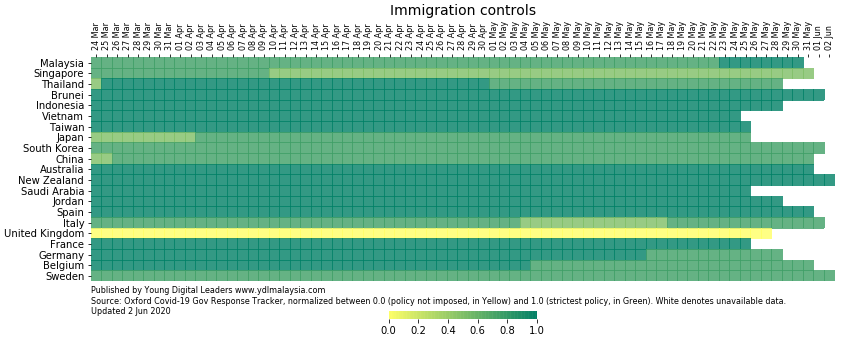 Immigration controls
24 Mar 25 Mar 26 Mar 27 Mar 28 Mar 29 Mar 30 Mar 31 Mar 01 Apr 02 Apr 03 Apr 04 Apr 05 Apr 06 Apr 07 Apr 08 Apr 09 Apr 10 Apr 11 Apr 12 Apr 13 Apr 14 Apr 15 Apr 16 Apr 17 Apr 18 Apr 19 Apr 20 Apr 21 Apr 22 Apr 23 Apr 24 Apr 25 Apr 26 Apr 27 Apr 28 Apr 29 Apr 30 Apr 01 May 02 May 03 May 04 May 05 May 06 May 07 May 08 May 09 May 10 May 11 May 12 May 13 May 14 May 15 May 16 May 17 May 18 May 19 May 20 May 21 May 22 May 23 May 24 May 25 May 26 May 27 May 28 May 29 May 30 May 31 May 01 Jun 02 Jun
Malaysia
Singapore
Thailand
Brunei
Indonesia
Vietnam
Taiwan
Japan
South Korea
China
Australia
New Zealand
Saudi Arabia
Jordan
Spain
Italy
United Kingdom
France
Germany
Belgium
Sweden
Published by Young Digital Leaders www.ydlmalaysia.com
Source: Oxford Covid-19 Gov Response Tracker, normalized between 0.0 (policy not imposed, in Yellow) and 1.0 (strictest policy, in Green). White denotes unavailable data.
Updated 2 Jun 2020
0.0 0.2 0.4 0.6 0.8 1.0